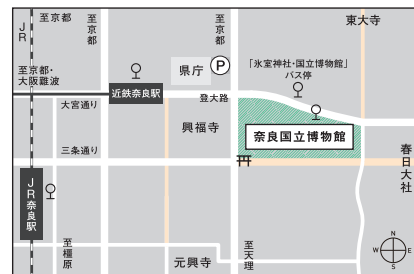 JR
至京都
至京都
東大寺
至京都・
大阪難波
近鉄奈良駅
県庁
P
「氷室神社・国立博物館」
バス停
大宮通り
登大路
興福寺
奈良国立博物館
三条通り
春日大社
JR奈良駅
至橿原
元興寺
至天理
N
W
E
S